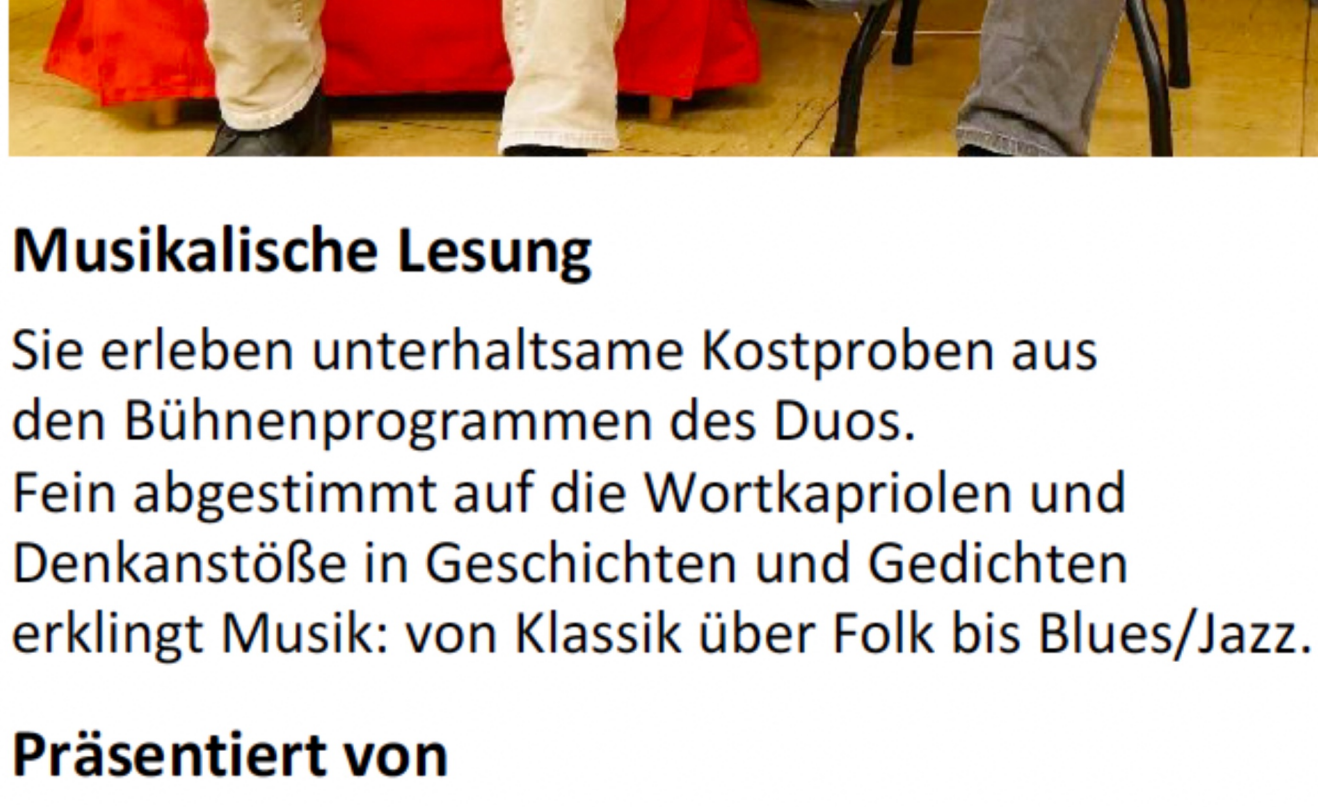 Musikalische Lesung
Sie erleben unterhaltsame Kostproben aus
den Bühnenprogrammen des Duos.
Fein abgestimmt auf die Wortkapriolen und
Denkanstöße in Geschichten und Gedichten
erklingt Musik: von Klassik über Folk bis Blues/Jazz.
Präsentiert von